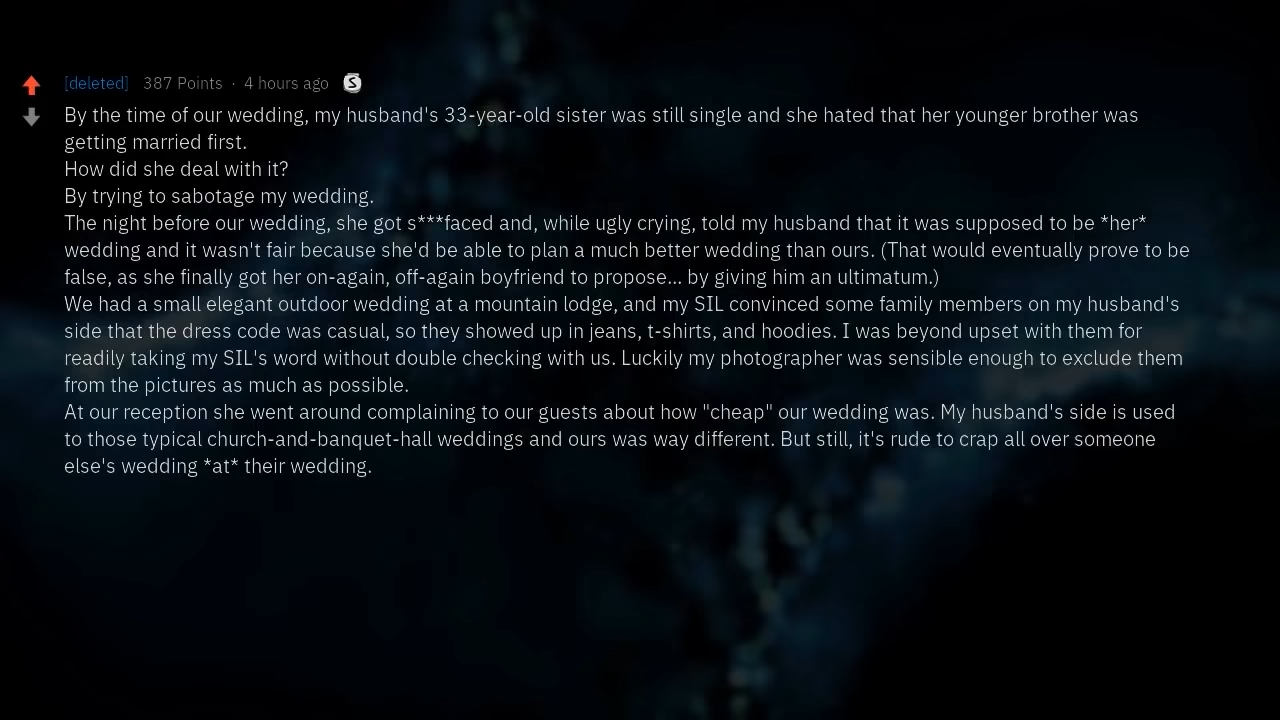 [deleted] 387 Points · 4 hours ago
By the time of our wedding, my husband's 33-year-old sister was still single and she hated that her younger brother was
getting married first.
How did she deal with it?
By trying to sabotage my wedding.
The night before our wedding, she got s***faced and, while ugly crying, told my husband that it was supposed to be *her*
wedding and it wasn't fair because she'd be able to plan a much better wedding than ours. (That would eventually prove to be
false, as she finally got her on-again, off-again boyfriend to propose... by giving him an ultimatum.)
We had a small elegant outdoor wedding at a mountain lodge, and my SIL convinced some family members on my husband's
side that the dress code was casual, so they showed up in jeans, t-shirts, and hoodies. I was beyond upset with them for
readily taking my SIL's word without double checking with us. Luckily my photographer was sensible enough to exclude them
from the pictures as much as possible.
At our reception she went around complaining to our guests about how "cheap" our wedding was. My husband's side is used
to those typical church-and-banquet-hall weddings and ours was way different. But still, it's rude to crap all over someone
else's wedding *at* their wedding.